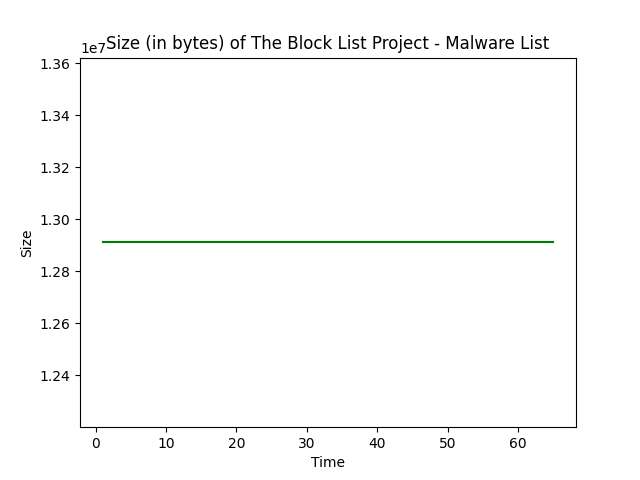 Size (in bytes) of The Block List Project - Malware List
1e7
1.36
1.34
1.32
1.30
1.28
1.26
1.24
Size
0 10 20 30 40 50 60
Time